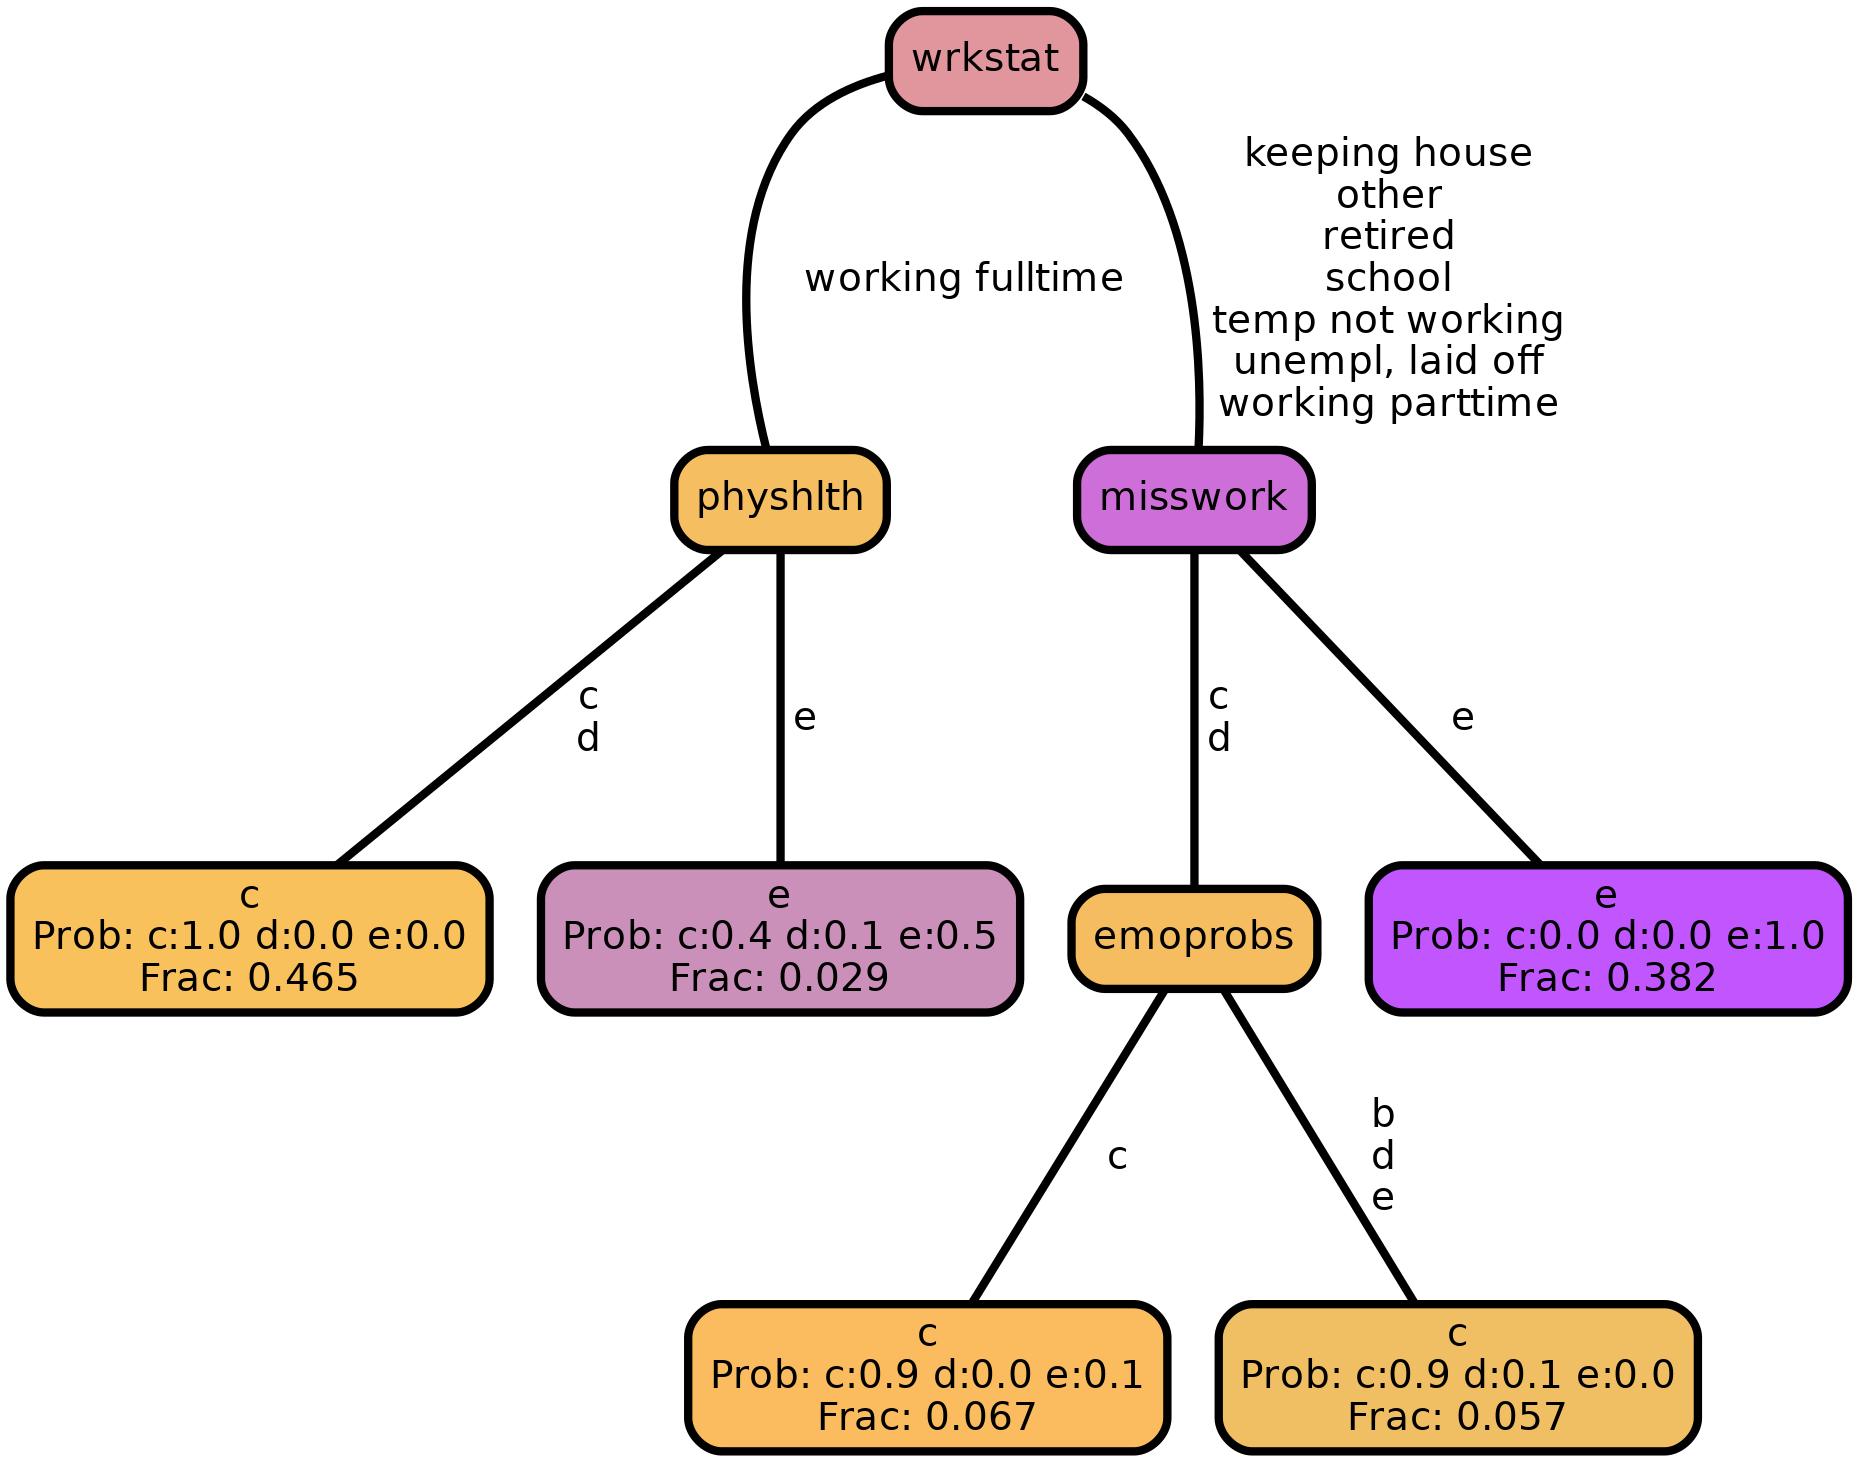 wrkstat
working fulltime
keeping house
other
retired
school
temp not working
unempl, laid off
working parttime
physhlth
misswork
c
d
e
c
d
e
c
Prob: c:1.0 d:0.0 e:0.0
Frac: 0.465
e
Prob: c:0.4 d:0.1 e:0.5
Frac: 0.029
emoprobs
e
Prob: c:0.0 d:0.0 e:1.0
Frac: 0.382
c
b
d
e
c
Prob: c:0.9 d:0.0 e:0.1
Frac: 0.067
c
Prob: c:0.9 d:0.1 e:0.0
Frac: 0.057